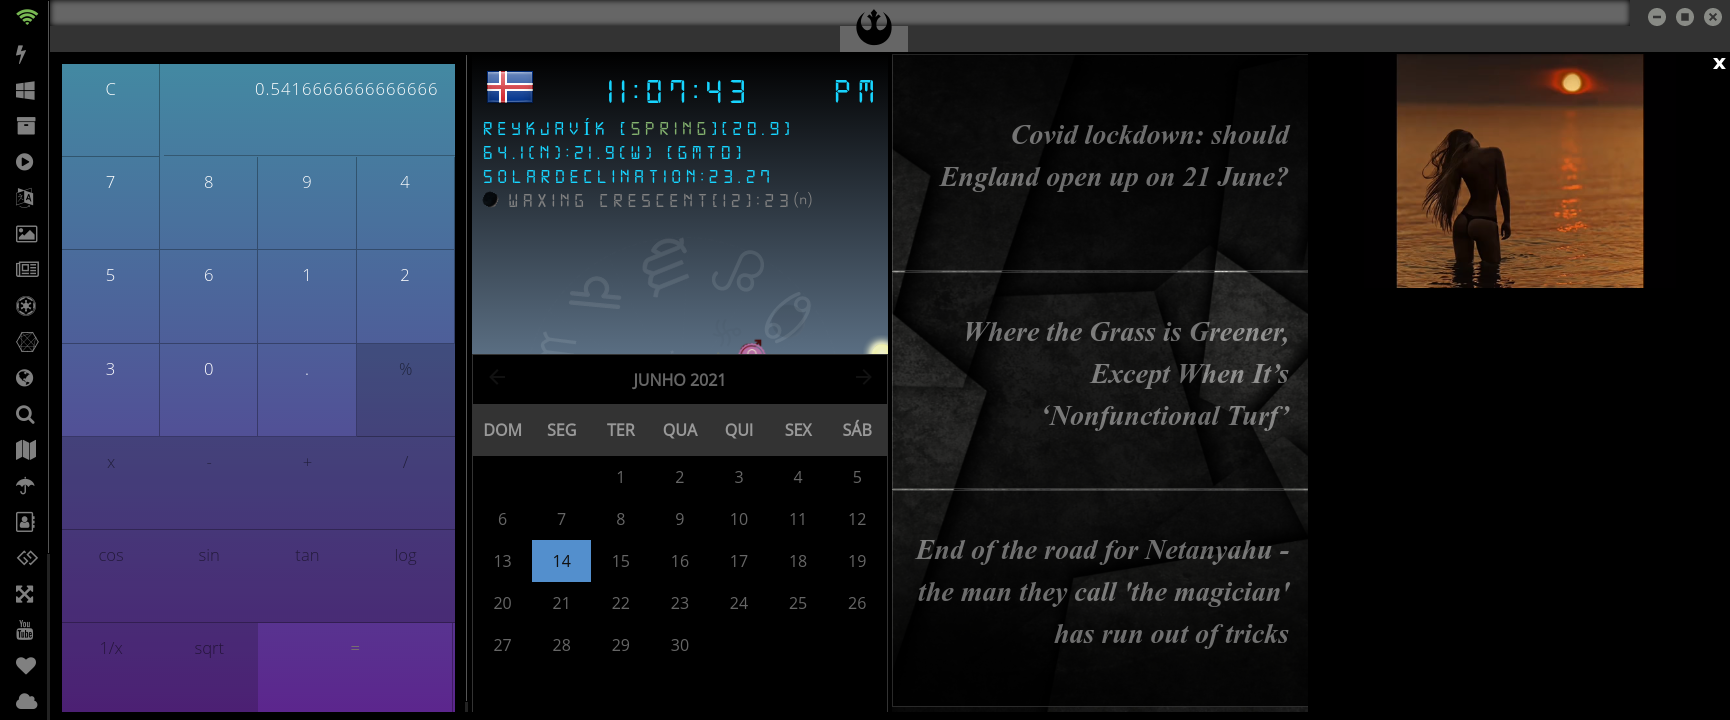 C 0.5416666666666666
7 8 9 4
5 6 1 2
3 0 . %
x - + /
cos sin tan log
1/x sqrt =
11:07:43 PM
REYKJAVÍK (SPRING)(20.9)
64.1(N):21.9(W) (GMT0)
SOLARDECLINATION:23.27
WAXING CRESCENT(12):23(n)
JUNHO 2021
DOM SEG TER QUA QUI SEX SÁB
1 2 3 4 5
6 7 8 9 10 11 12
13 14 15 16 17 18 19
20 21 22 23 24 25 26
27 28 29 30
Covid lockdown: should
England open up on 21 June?
Where the Grass is Greener,
Except When It’s
‘Nonfunctional Turf’
End of the road for Netanyahu -
the man they call 'the magician'
has run out of tricks
x
You
Tube